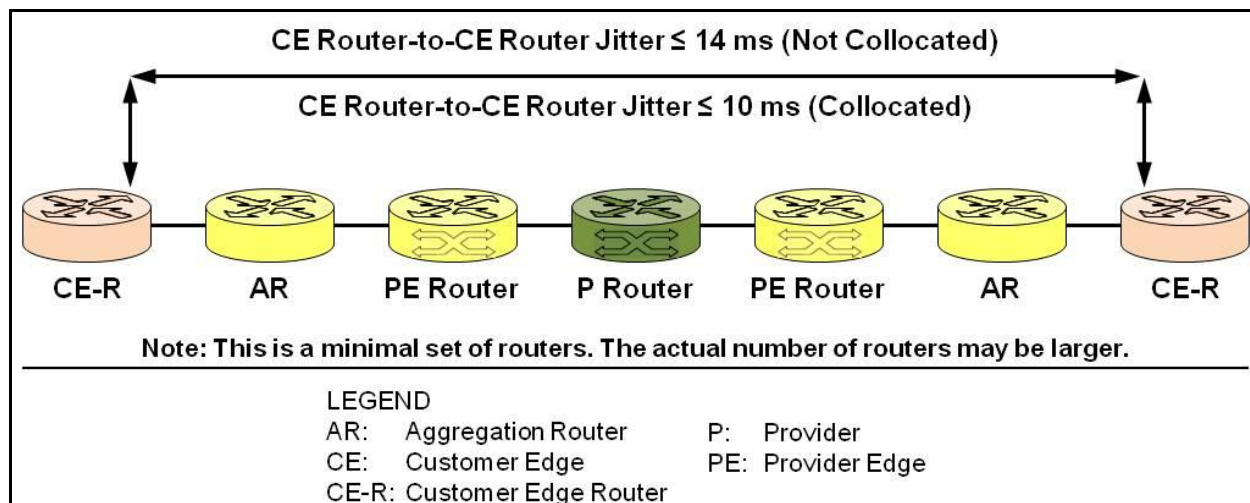 CE Router-to-CE Router Jitter ≤ 14 ms (Not Collocated)
CE Router-to-CE Router Jitter ≤ 10 ms (Collocated)
CE-R AR PE Router P Router PE Router AR CE-R
Note: This is a minimal set of routers. The actual number of routers may be larger.
LEGEND
AR: Aggregation Router P: Provider
CE: Customer Edge PE: Provider Edge
CE-R: Customer Edge Router